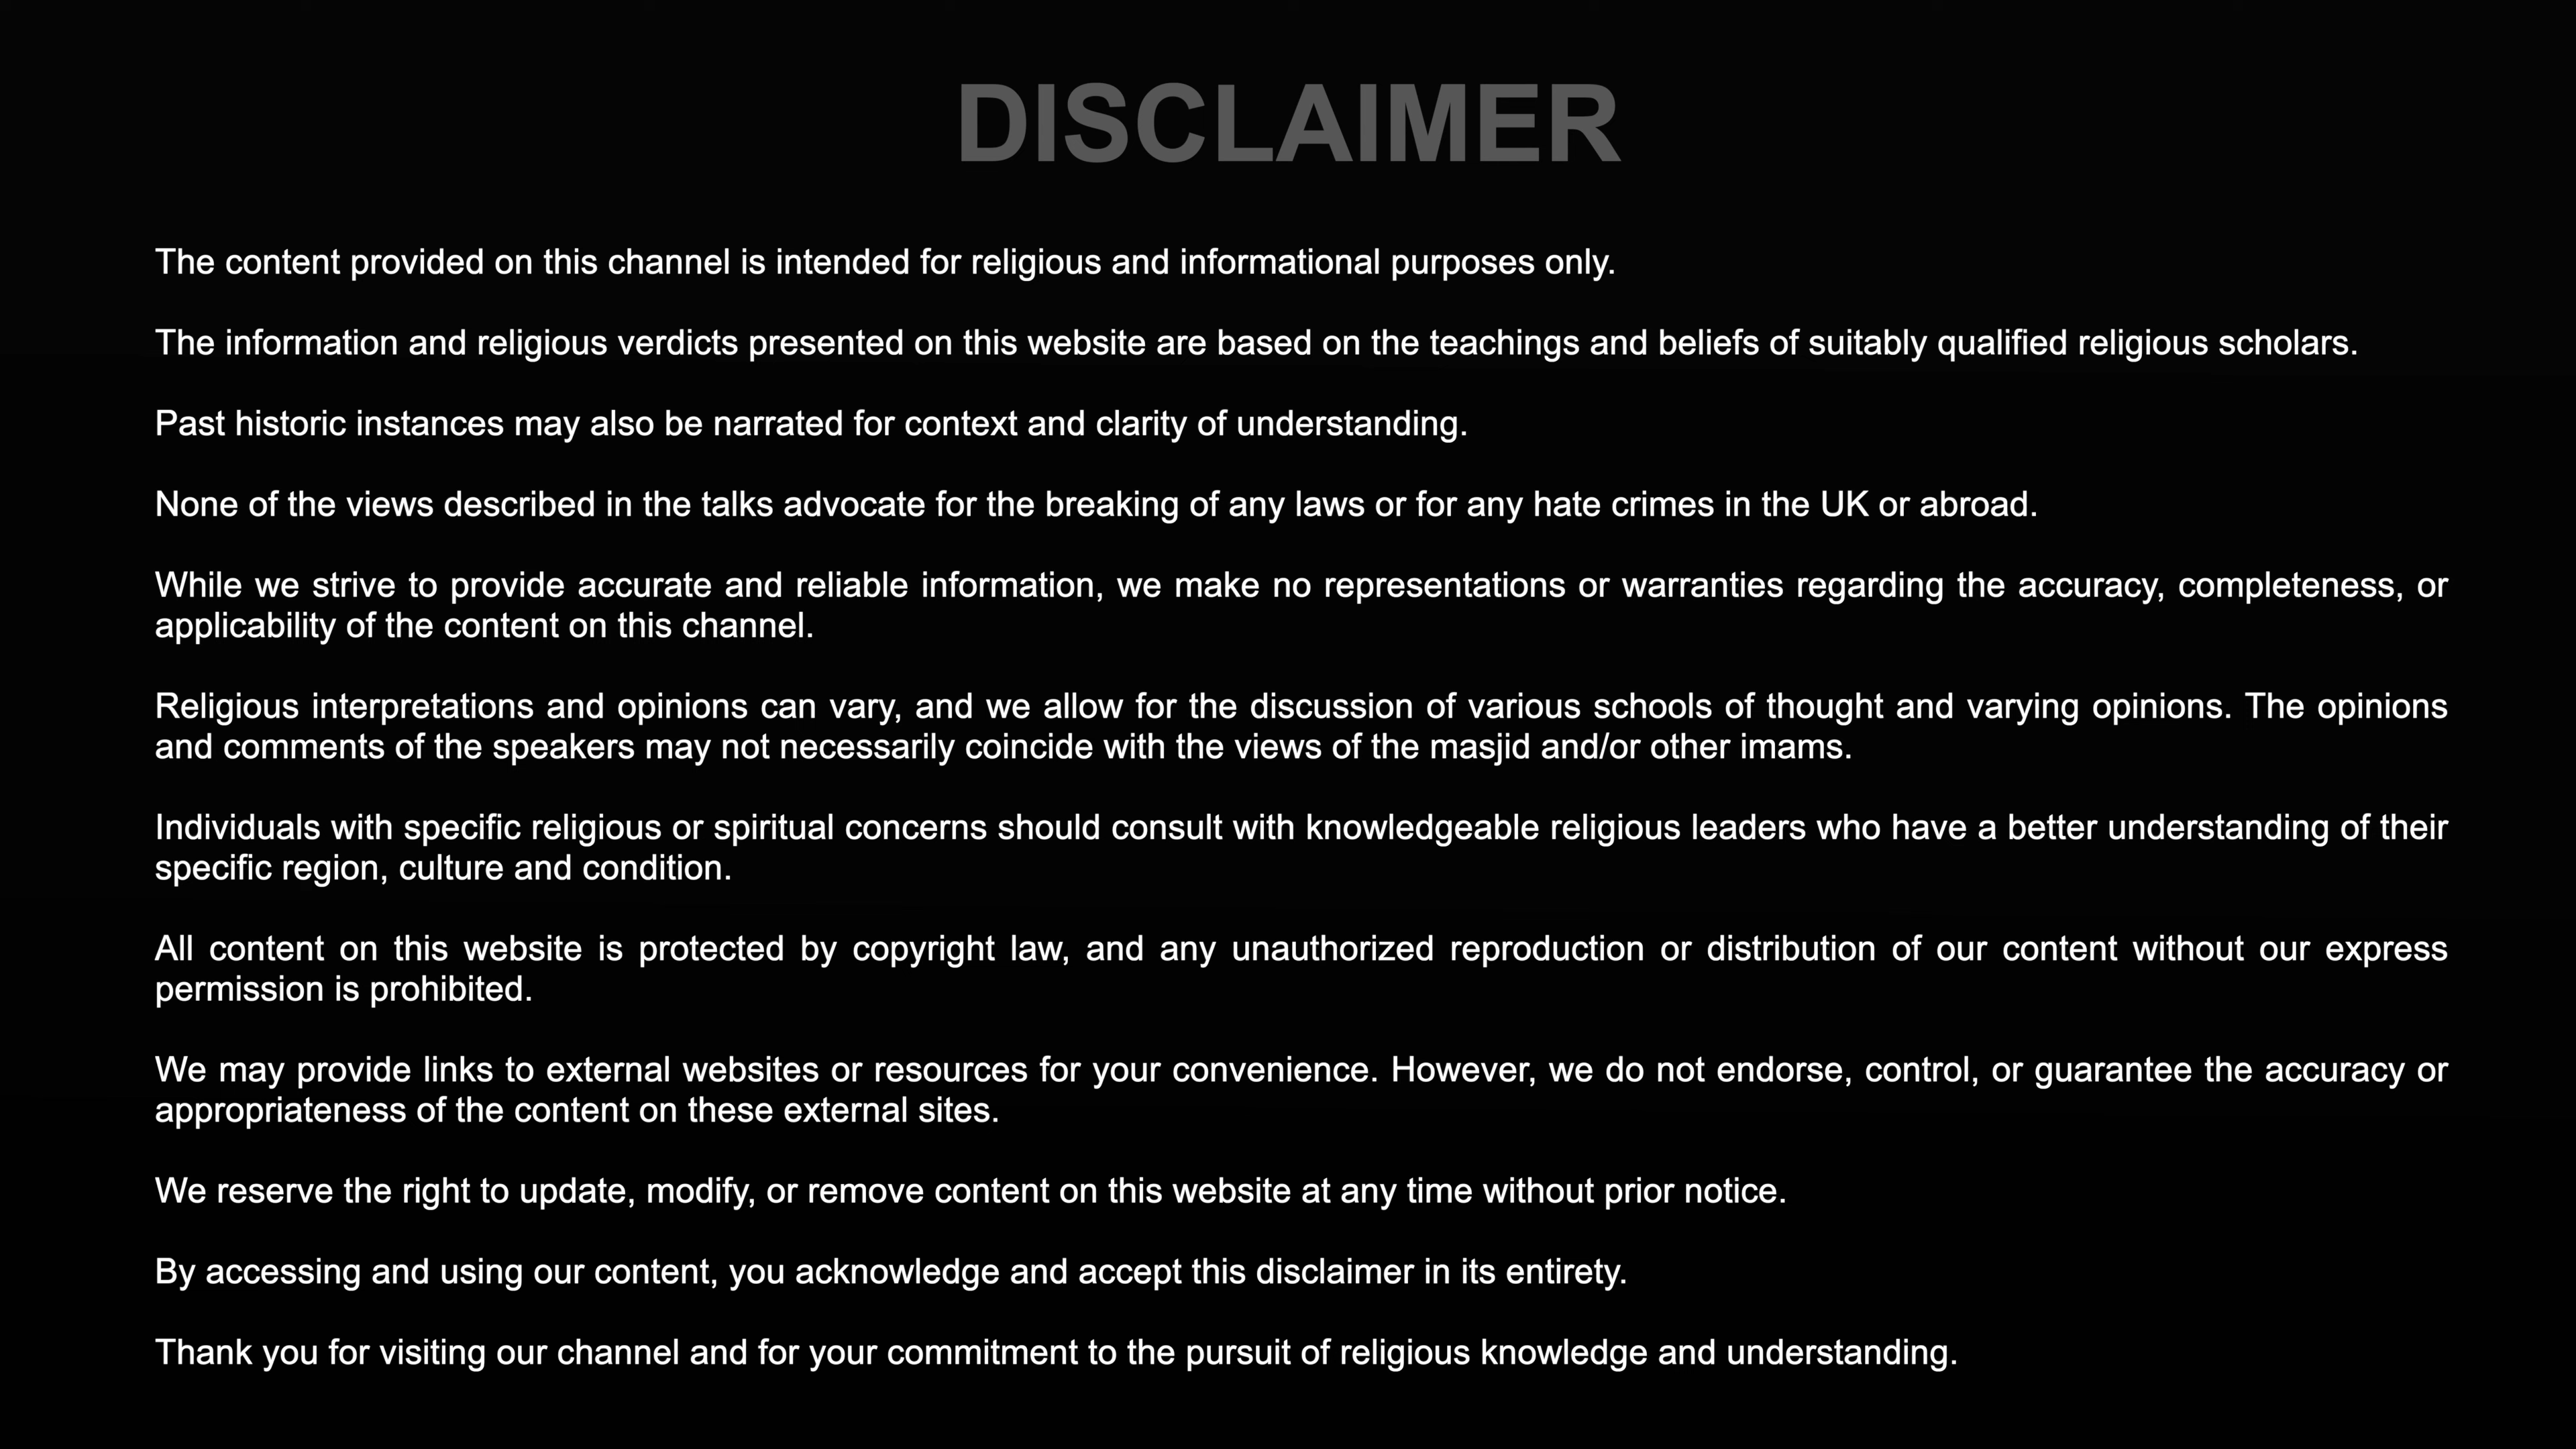 DISCLAIMER
The content provided on this channel is intended for religious and informational purposes only.
The information and religious verdicts presented on this website are based on the teachings and beliefs of suitably qualified religious scholars.
Past historic instances may also be narrated for context and clarity of understanding.
None of the views described in the talks advocate for the breaking of any laws or for any hate crimes in the UK or abroad.
While we strive to provide accurate and reliable information, we make no representations or warranties regarding the accuracy, completeness, or
applicability of the content on this channel.
Religious interpretations and opinions can vary, and we allow for the discussion of various schools of thought and varying opinions. The opinions
and comments of the speakers may not necessarily coincide with the views of the masjid and/or other imams.
Individuals with specific religious or spiritual concerns should consult with knowledgeable religious leaders who have a better understanding of their
specific region, culture and condition.
All content on this website is protected by copyright law, and any unauthorized reproduction or distribution of our content without our express
permission is prohibited.
We may provide links to external websites or resources for your convenience. However, we do not endorse, control, or guarantee the accuracy or
appropriateness of the content on these external sites.
We reserve the right to update, modify, or remove content on this website at any time without prior notice.
By accessing and using our content, you acknowledge and accept this disclaimer in its entirety.
Thank you for visiting our channel and for your commitment to the pursuit of religious knowledge and understanding.